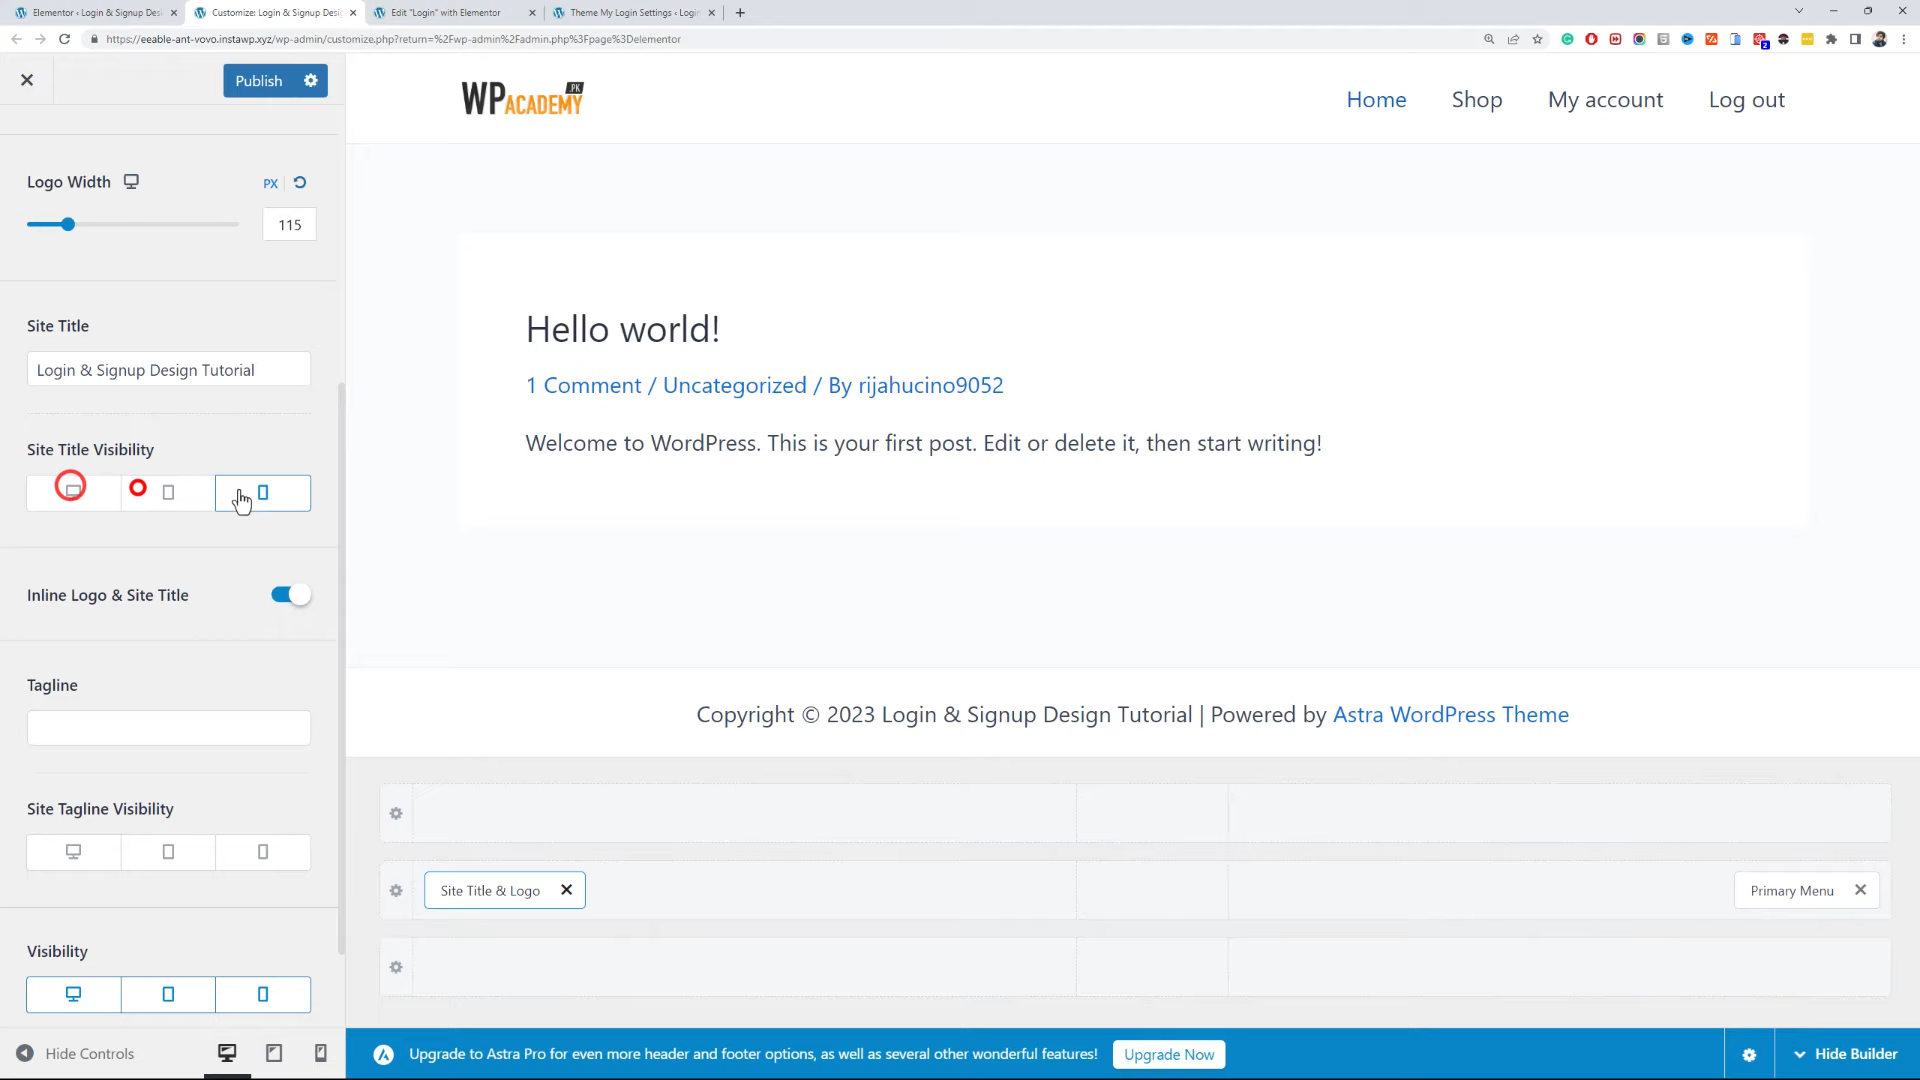 Elementor ‹ Login & Signup Desi
Customize: Login & Signup Desig
Edit "Login" with Elementor
Theme My Login Settings ‹ Login
https://eeable-ant-vovo.instawp.xyz/wp-admin/customize.php?return=%2Fwp-admin%2Fadmin.php%3Fpage%3Delementor
2
Publish
WPACADEMY .PK
Home
Shop
My account
Log out
Logo Width
PX
115
Site Title
Login & Signup Design Tutorial
Site Title Visibility
Inline Logo & Site Title
Tagline
Site Tagline Visibility
Visibility
Hide Controls
Hello world!
1 Comment / Uncategorized / By rijahucino9052
Welcome to WordPress. This is your first post. Edit or delete it, then start writing!
Copyright © 2023 Login & Signup Design Tutorial | Powered by Astra WordPress Theme
Site Title & Logo
Primary Menu
Upgrade to Astra Pro for even more header and footer options, as well as several other wonderful features!
Upgrade Now
Hide Builder